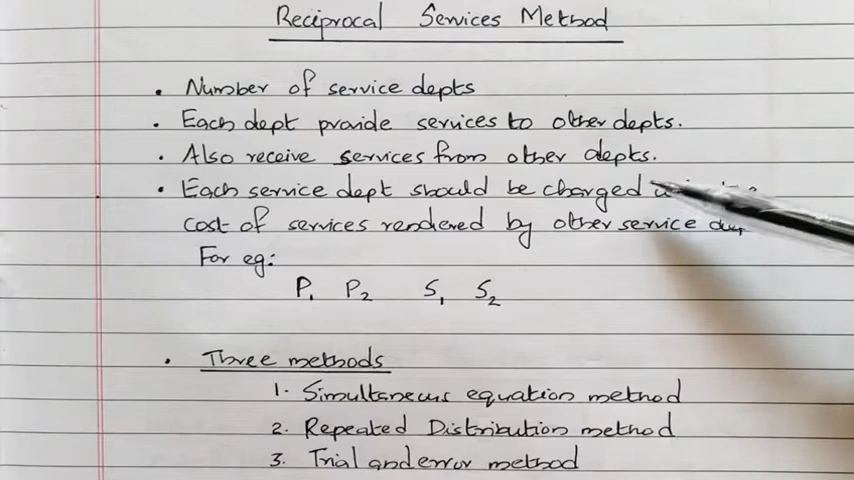 Reciprocal Services Method
• Number of service depts
• Each dept provide services to other depts.
• Also receive services from other depts.
• Each service dept should be charged
cost of services rendered by other service
For eg:
P₁ P₂ S₁ S₂
• Three methods
1. Simultaneous equation method
2. Repeated Distribution method
3. Trial and error method